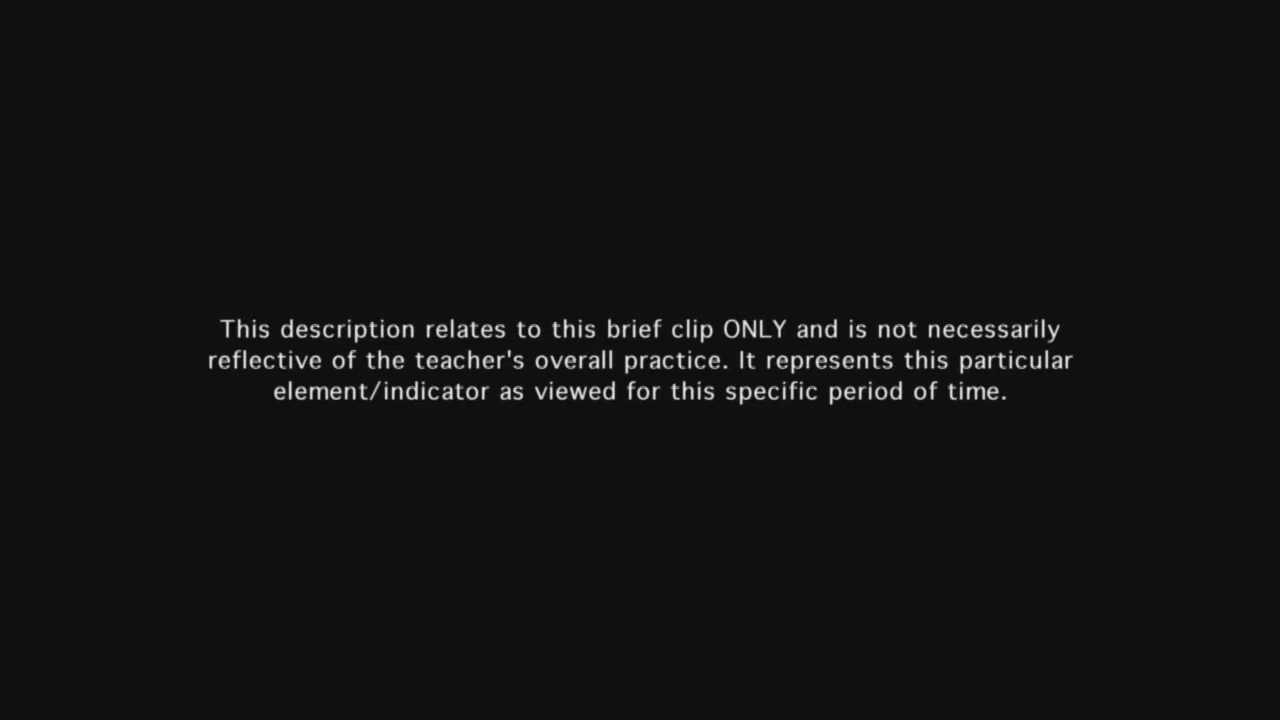 This description relates to this brief clip ONLY and is not necessarily
reflective of the teacher's overall practice. It represents this particular
element/indicator as viewed for this specific period of time.